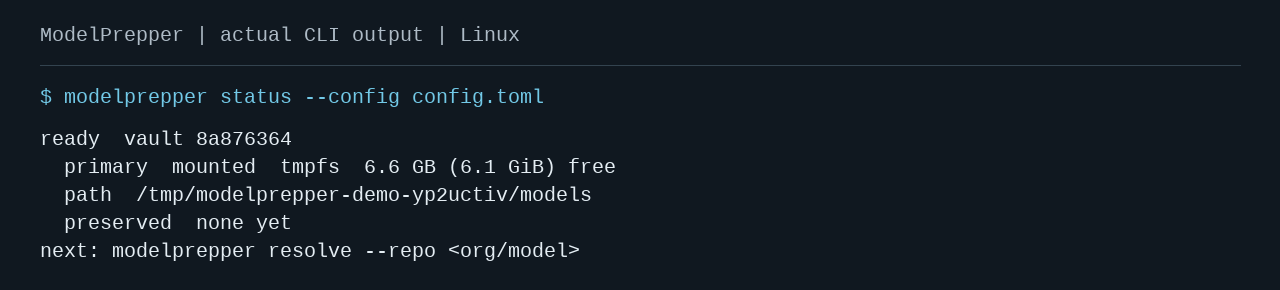 ModelPrepper | actual CLI output | Linux
$ modelprepper status --config config.toml
ready  vault 8a876364
  primary  mounted  tmpfs  6.6 GB (6.1 GiB) free
  path  /tmp/modelprepper-demo-yp2uctiv/models
  preserved  none yet
next: modelprepper resolve --repo <org/model>